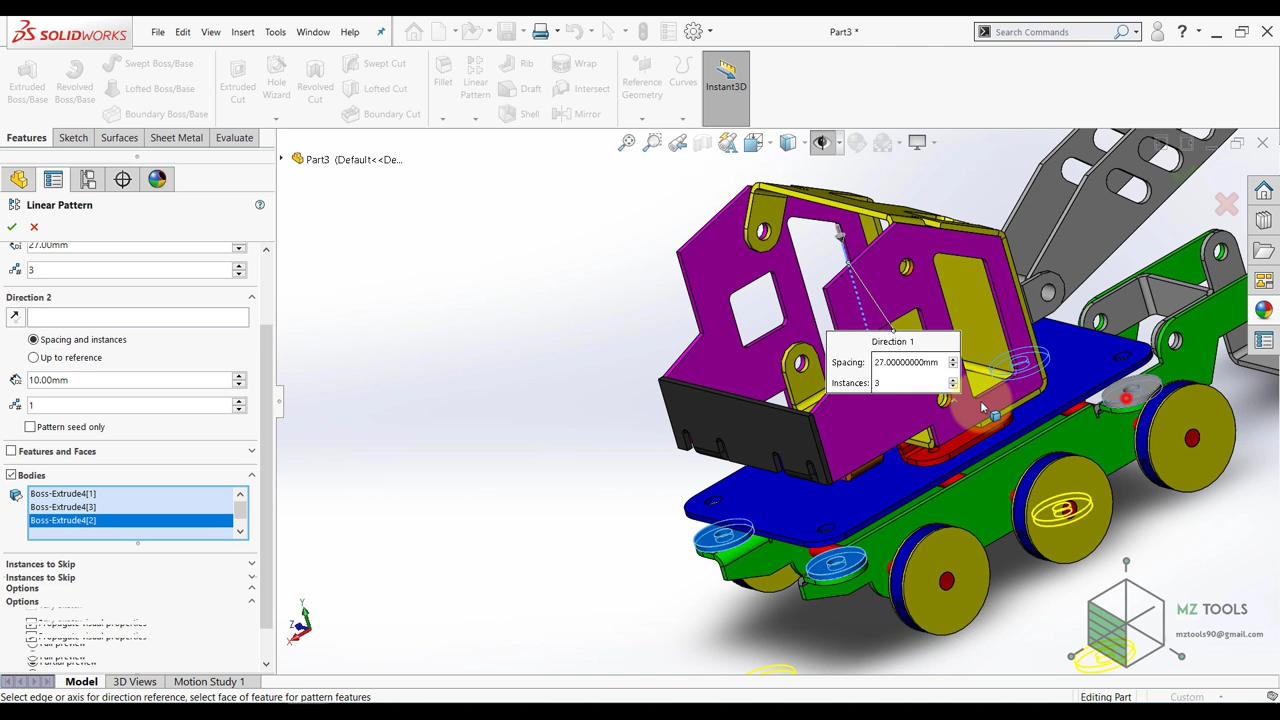 SOLIDWORKS
File Edit View Insert Tools Window Help
Part3 *
Search Commands
Extruded Boss/Base
Revolved Boss/Base
Swept Boss/Base
Lofted Boss/Base
Boundary Boss/Base
Extruded Cut
Hole Wizard
Revolved Cut
Swept Cut
Lofted Cut
Boundary Cut
Fillet
Linear Pattern
Rib
Draft
Shell
Wrap
Intersect
Mirror
Reference Geometry
Curves
Instant3D
Features Sketch Surfaces Sheet Metal Evaluate
Part3 (Default<<De...
Linear Pattern
27.00mm
3
Direction 2
Spacing and instances
Up to reference
10.00mm
1
Pattern seed only
Features and Faces
Bodies
Boss-Extrude4[1]
Boss-Extrude4[3]
Boss-Extrude4[2]
Instances to Skip
Instances to Skip
Options
Options
Propagate visual properties
Partial preview
Direction 1
Spacing: 27.00000000mm
Instances: 3
Y
Z
X
MZ TOOLS
mztools90@gmail.com
Model 3D Views Motion Study 1
Select edge or axis for direction reference, select face of feature for pattern features
Editing Part
Custom